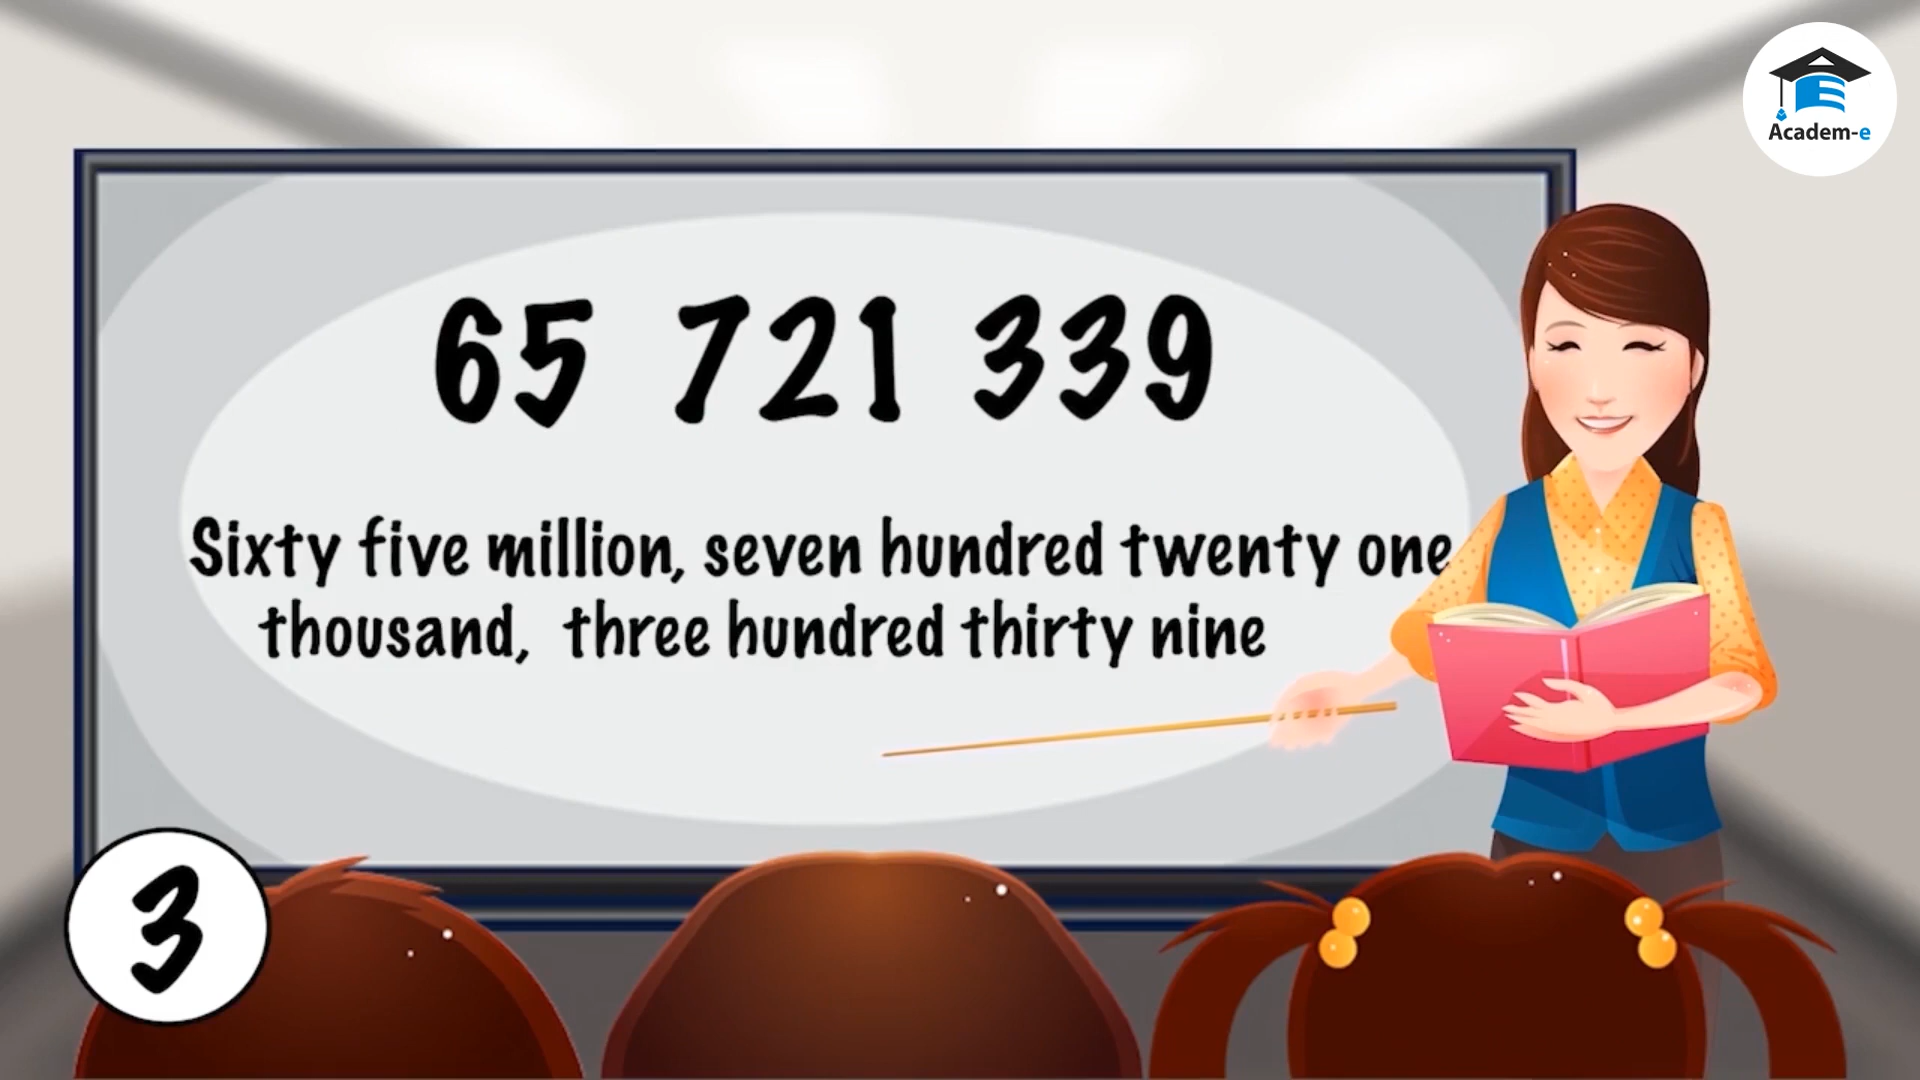 Academ-e
65 721 339
Sixty five million, seven hundred twenty one
thousand, three hundred thirty nine
3